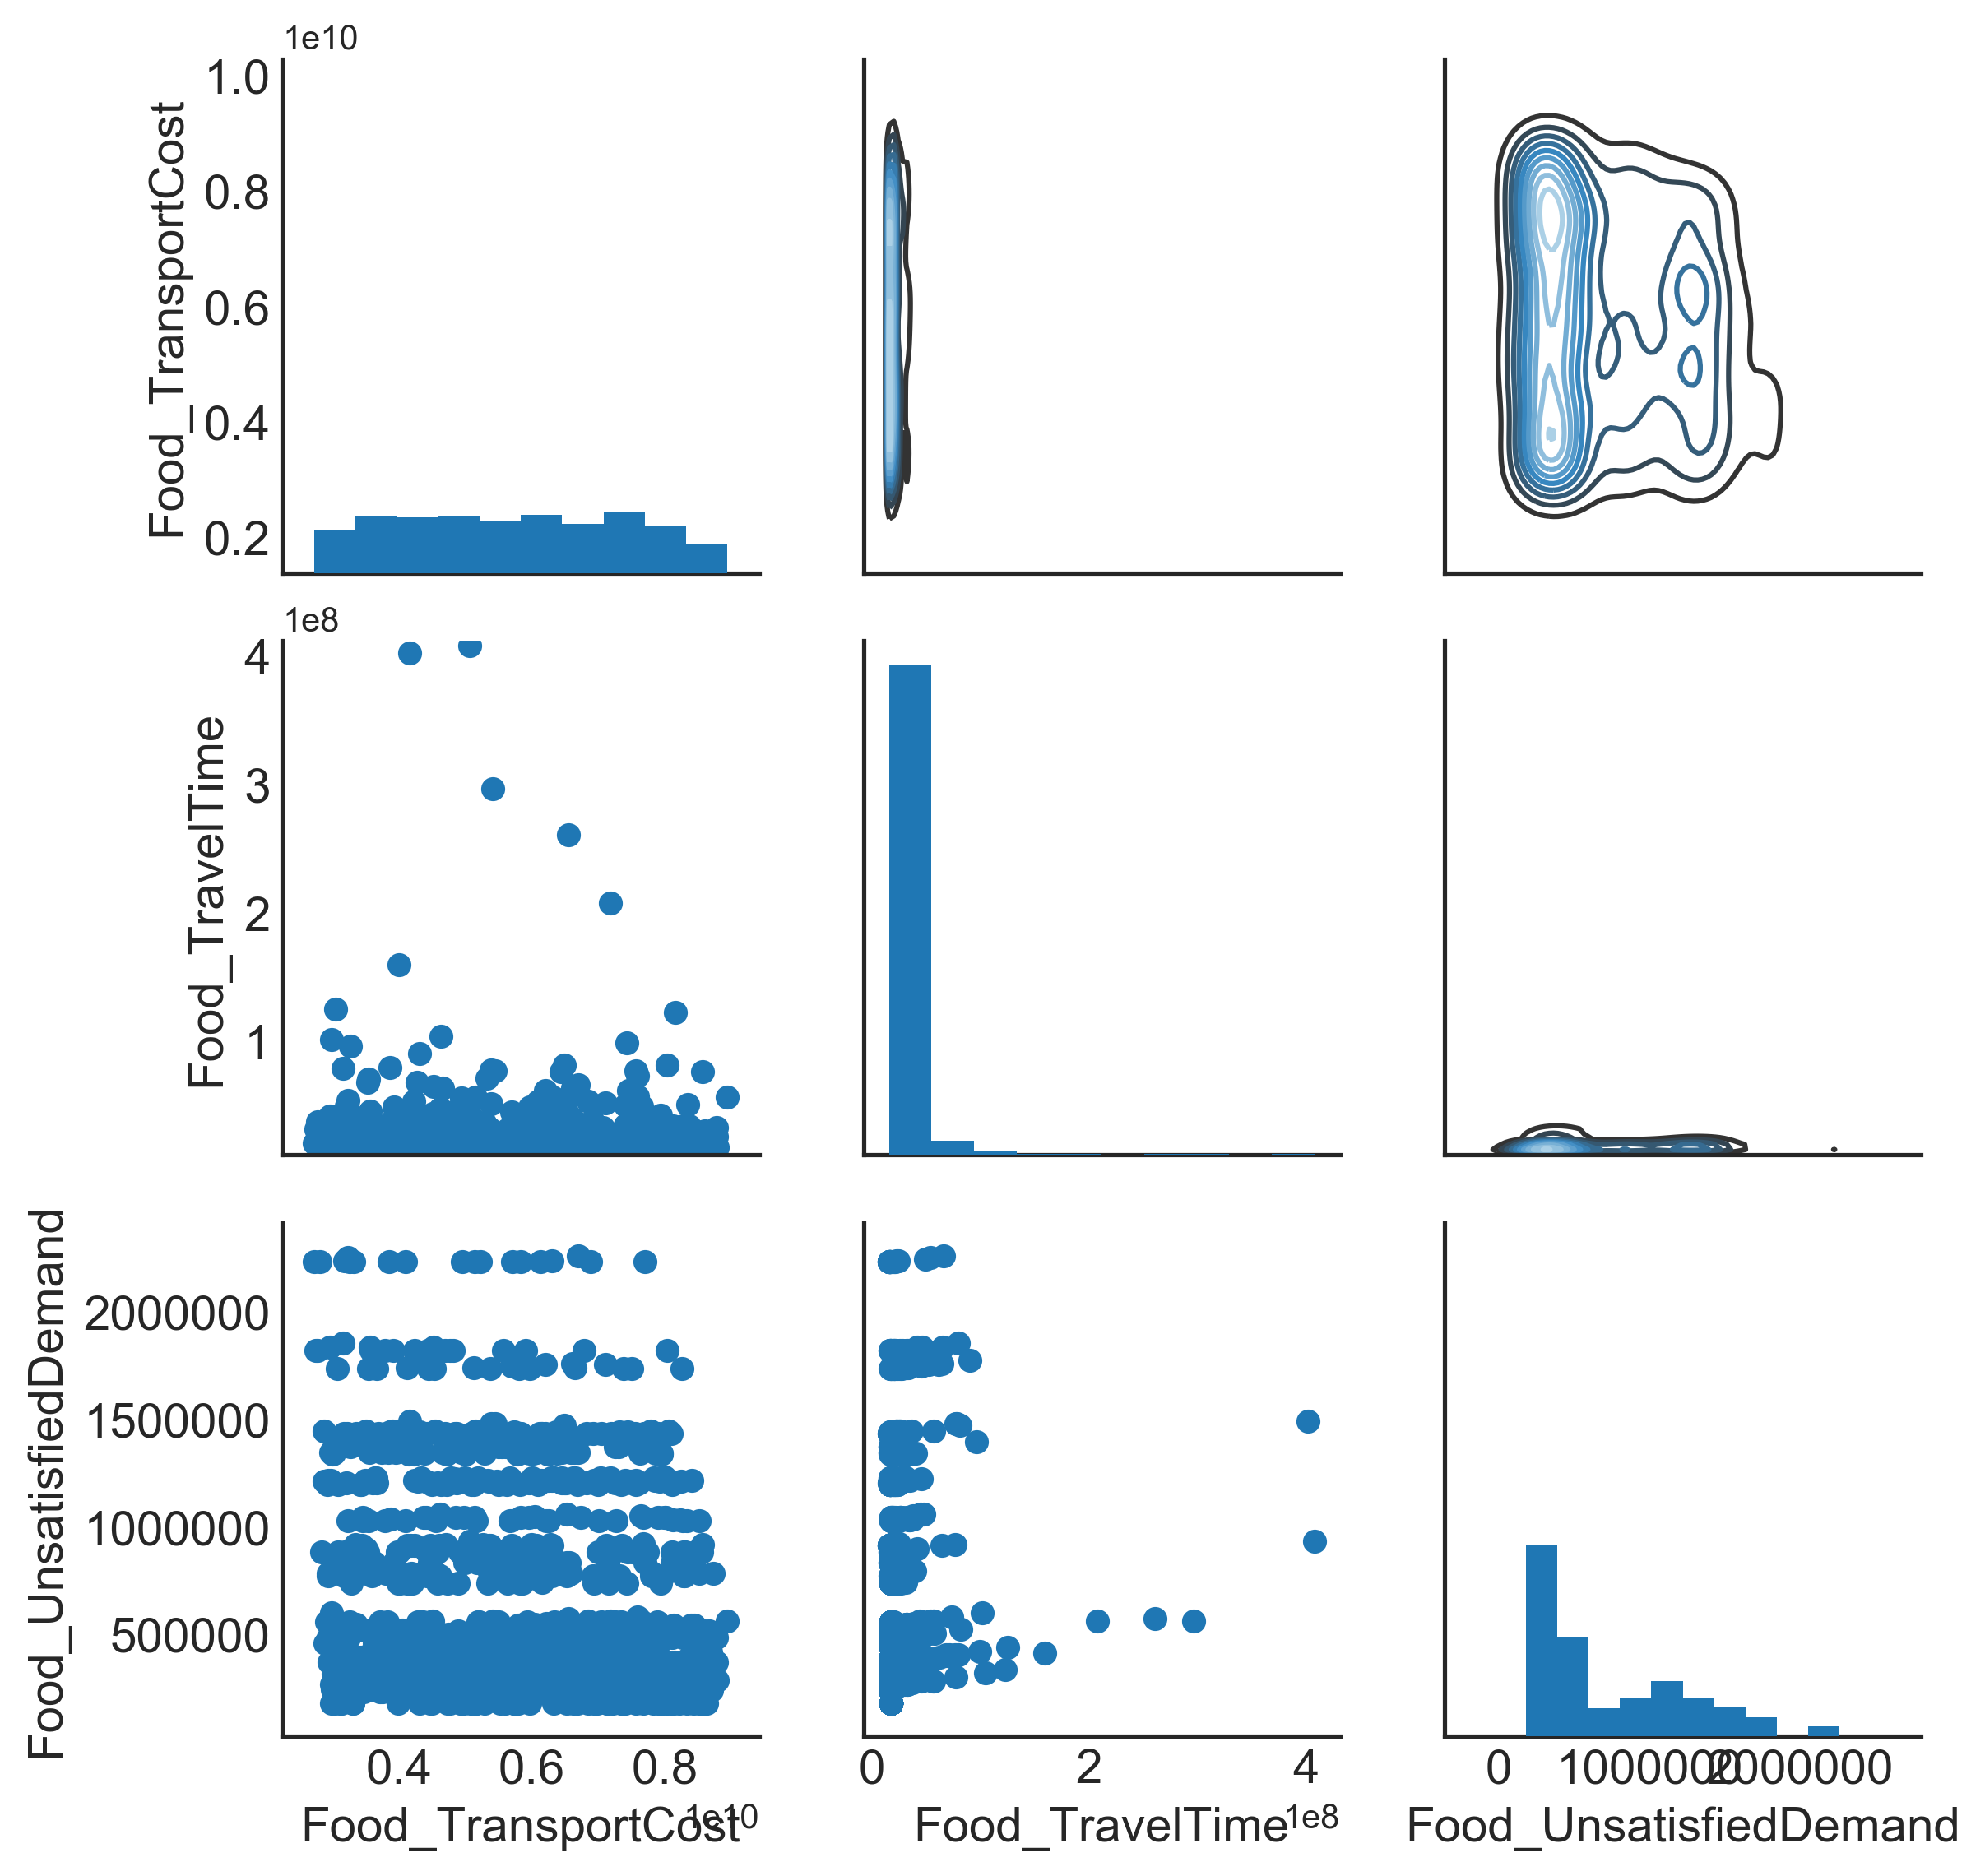 1e10
1.0
0.8
0.6
0.4
0.2
Food_TransportCost
1e8
4
3
2
1
Food_TravelTime
2000000
1500000
1000000
500000
Food_UnsatisfiedDemand
0.4 0.6 0.8
1e10
Food_TransportCost
0 2 4
1e8
Food_TravelTime
0 1000000 2000000
Food_UnsatisfiedDemand